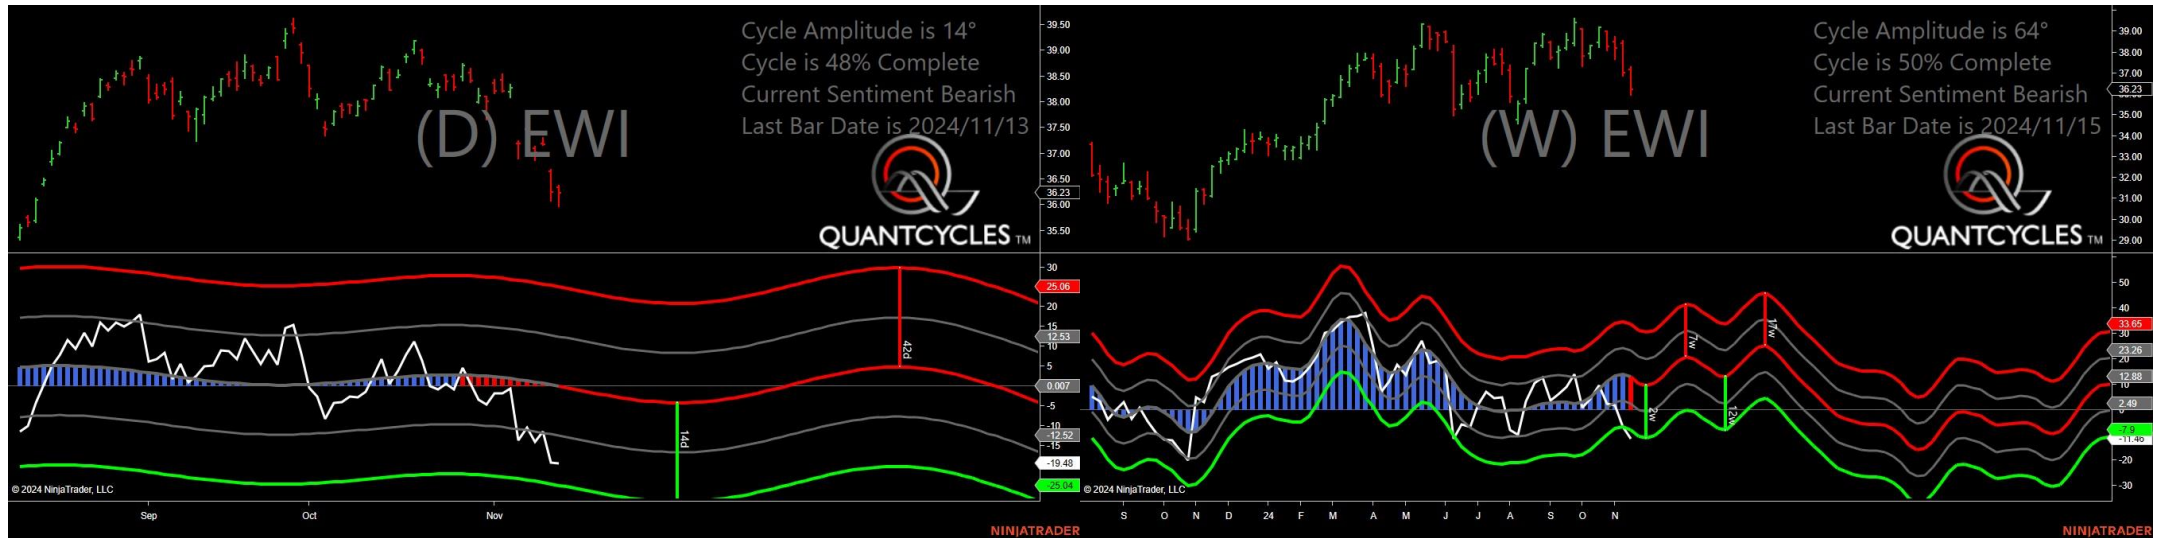 Cycle Amplitude is 14°
Cycle is 48% Complete
Current Sentiment Bearish
Last Bar Date is 2024/11/13
(D) EWI
QUANTCYCLES TM
39.50
39.00
38.50
38.00
37.50
37.00
36.50
36.23
36.00
35.50
30
25.06
20
15
12.53
10
5
0.007
-5
-12.52
-15
-19.48
-25.04
42d
14d
© 2024 NinjaTrader, LLC
Sep
Oct
Nov
NINJATRADER
Cycle Amplitude is 64°
Cycle is 50% Complete
Current Sentiment Bearish
Last Bar Date is 2024/11/15
(W) EWI
QUANTCYCLES TM
39.00
38.00
37.00
36.23
34.00
33.00
32.00
31.00
30.00
29.00
50
40
33.65
30
23.26
20
12.88
10
2.49
-7.9
-11.46
-20
-30
7w
17w
2w
12w
© 2024 NinjaTrader, LLC
S
O
N
D
24
F
M
A
M
J
J
A
S
O
N
NINJATRADER